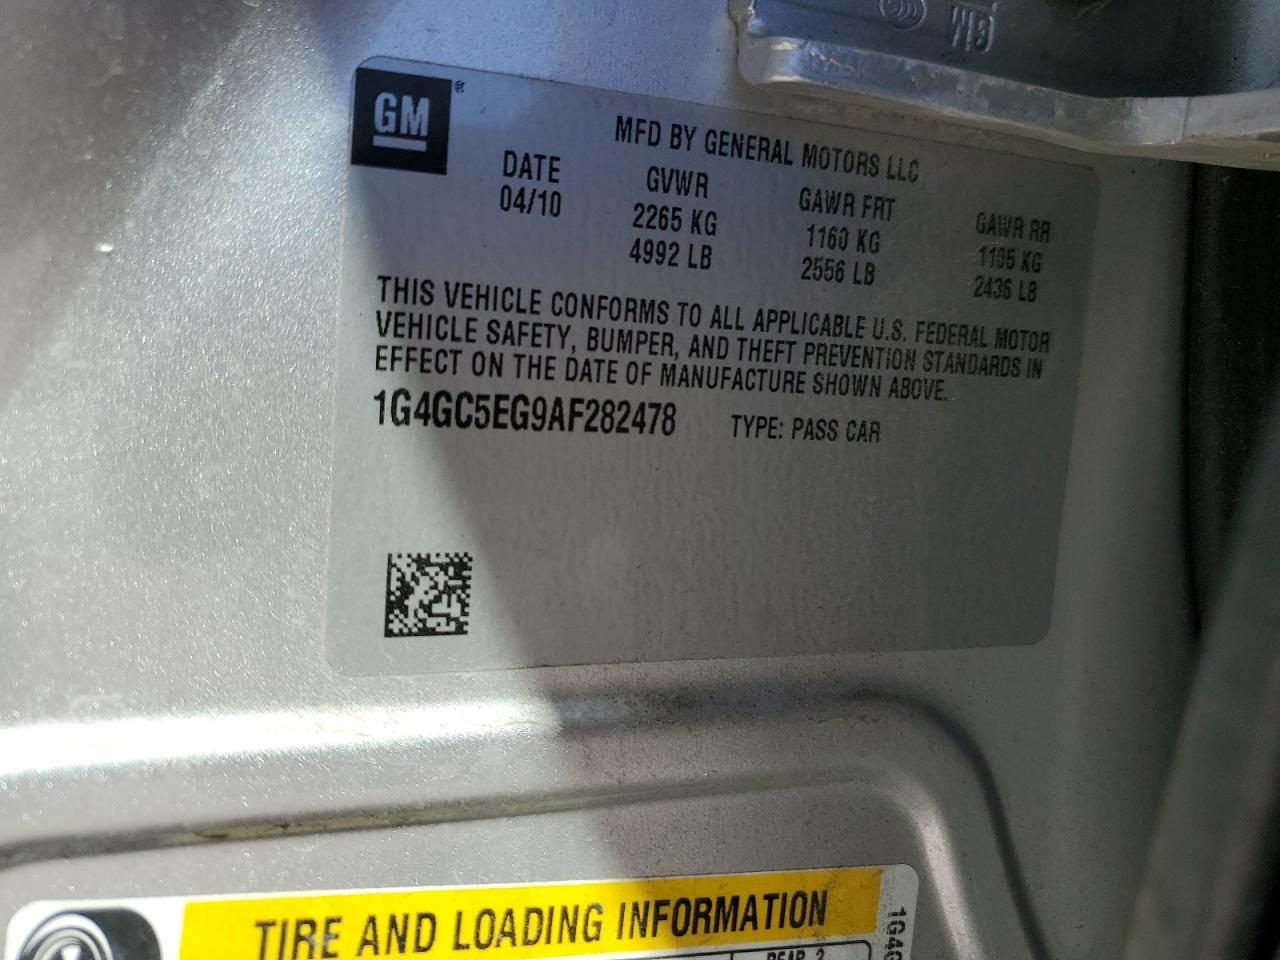 GM®
MFD BY GENERAL MOTORS LLC
DATE GVWR GAWR FRT GAWR RR
04/10 2265 KG 1160 KG 1105 KG
4992 LB 2556 LB 2436 LB
THIS VEHICLE CONFORMS TO ALL APPLICABLE U.S. FEDERAL MOTOR
VEHICLE SAFETY, BUMPER, AND THEFT PREVENTION STANDARDS IN
EFFECT ON THE DATE OF MANUFACTURE SHOWN ABOVE.
1G4GC5EG9AF282478 TYPE: PASS CAR
TIRE AND LOADING INFORMATION